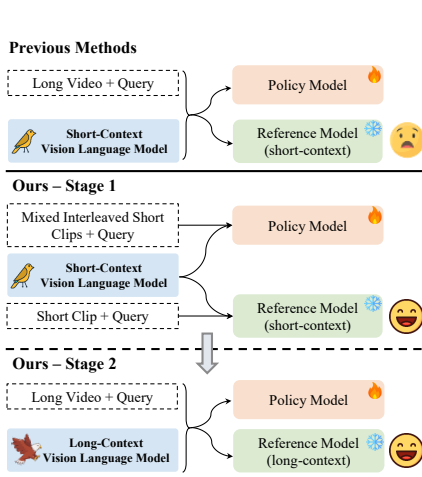 Previous Methods
Long Video + Query
Policy Model
Short-Context
Vision Language Model
Reference Model
(short-context)
Ours – Stage 1
Mixed Interleaved Short
Clips + Query
Policy Model
Short-Context
Vision Language Model
Short Clip + Query
Reference Model
(short-context)
Ours – Stage 2
Long Video + Query
Policy Model
Long-Context
Vision Language Model
Reference Model
(long-context)